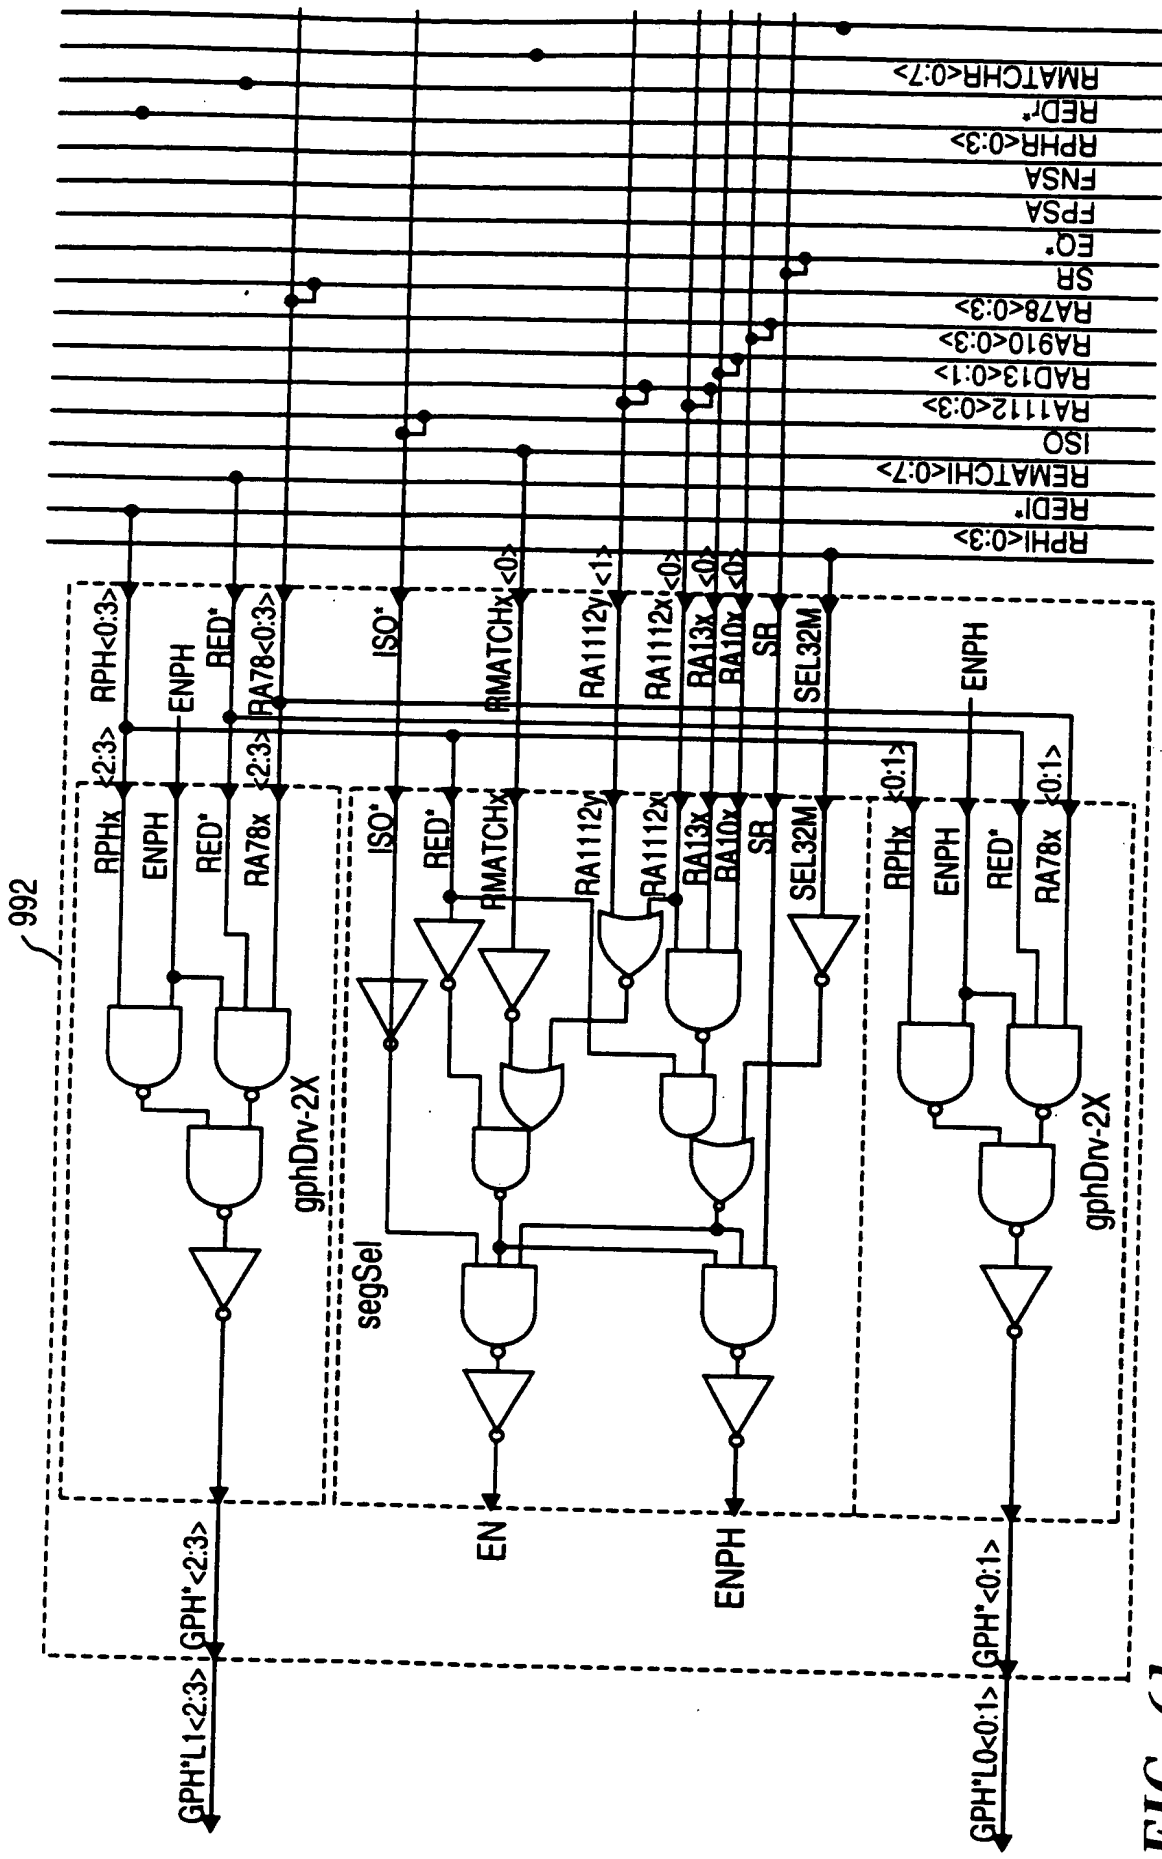 992
RPH<0:3>
ENPH
RED*
RA78<0:3>
ISO*
RMATCHx <0>
RA1112y <1>
RA1112x <0>
RA13x <0>
RA10x <0>
SR
SEL32M
ENPH
<2:3>
<2:3>
<0:1>
<0:1>
RPHx
ENPH
RED*
RA78x
ISO*
RED*
RMATCHx
RA1112y
RA1112x
RA13x
RA10x
SR
SEL32M
RPHx
ENPH
RED*
RA78x
gphDrv-2X
segSel
gphDrv-2X
EN
ENPH
GPH*<2:3>
GPH*L1<2:3>
GPH*<0:1>
GPH*L0<0:1>
RMATCHR<0:7>
REDr*
RPHR<0:3>
FNSA
FPSA
EQ*
SR
RA78<0:3>
RA910<0:3>
RAD13<0:1>
RA1112<0:3>
ISO
REMATCHI<0:7>
REDI*
RPHI<0:3>